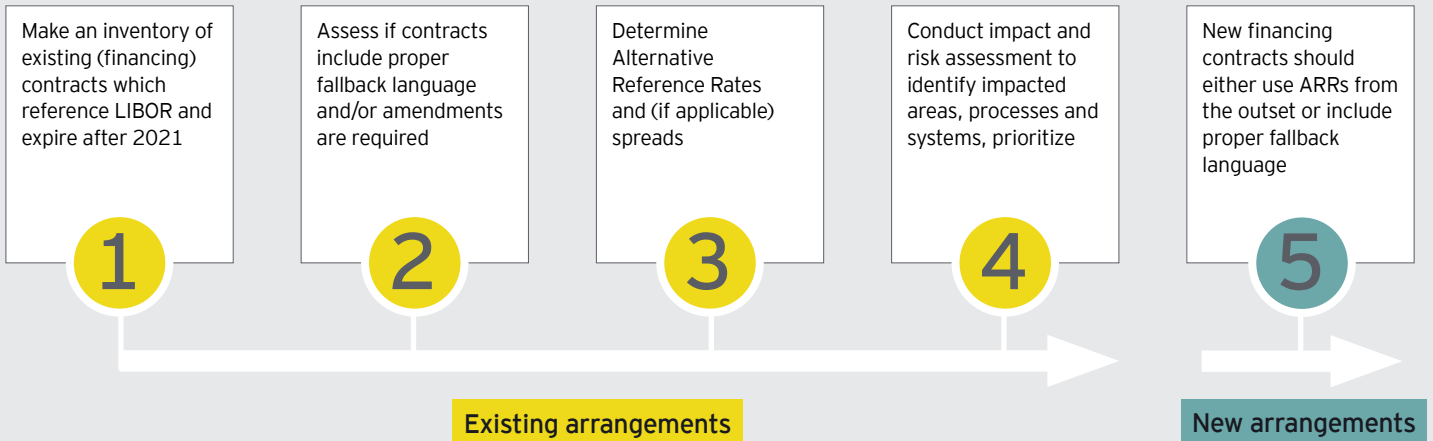 Make an inventory of
existing (financing)
contracts which
reference LIBOR and
expire after 2021
1
Assess if contracts
include proper
fallback language
and/or amendments
are required
2
Determine
Alternative
Reference Rates
and (if applicable)
spreads
3
Conduct impact and
risk assessment to
identify impacted
areas, processes and
systems, prioritize
4
New financing
contracts should
either use ARRs from
the outset or include
proper fallback
language
5
Existing arrangements
New arrangements